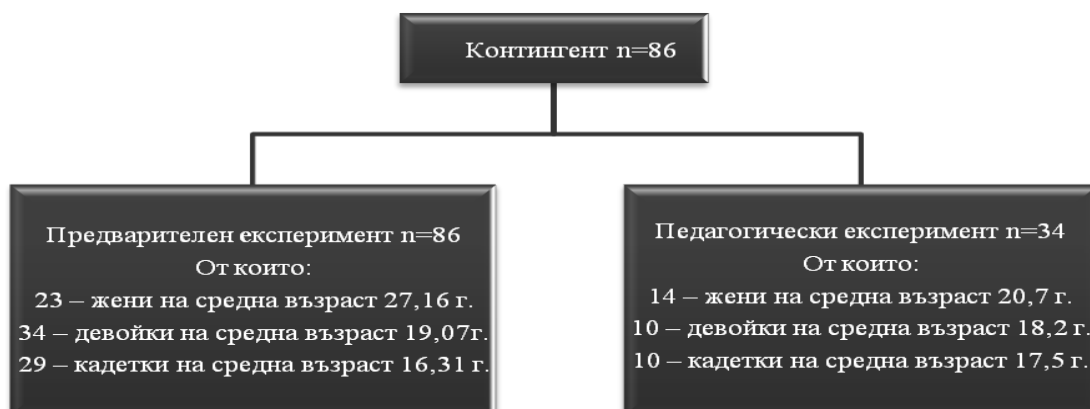 Контингент n=86
Предварителен експеримент n=86
От които:
23 – жени на средна възраст 27,16 г.
34 – девойки на средна възраст 19,07г.
29 – кадетки на средна възраст 16,31 г.
Педагогически експеримент n=34
От които:
14 – жени на средна възраст 20,7 г.
10 – девойки на средна възраст 18,2 г.
10 – кадетки на средна възраст 17,5 г.